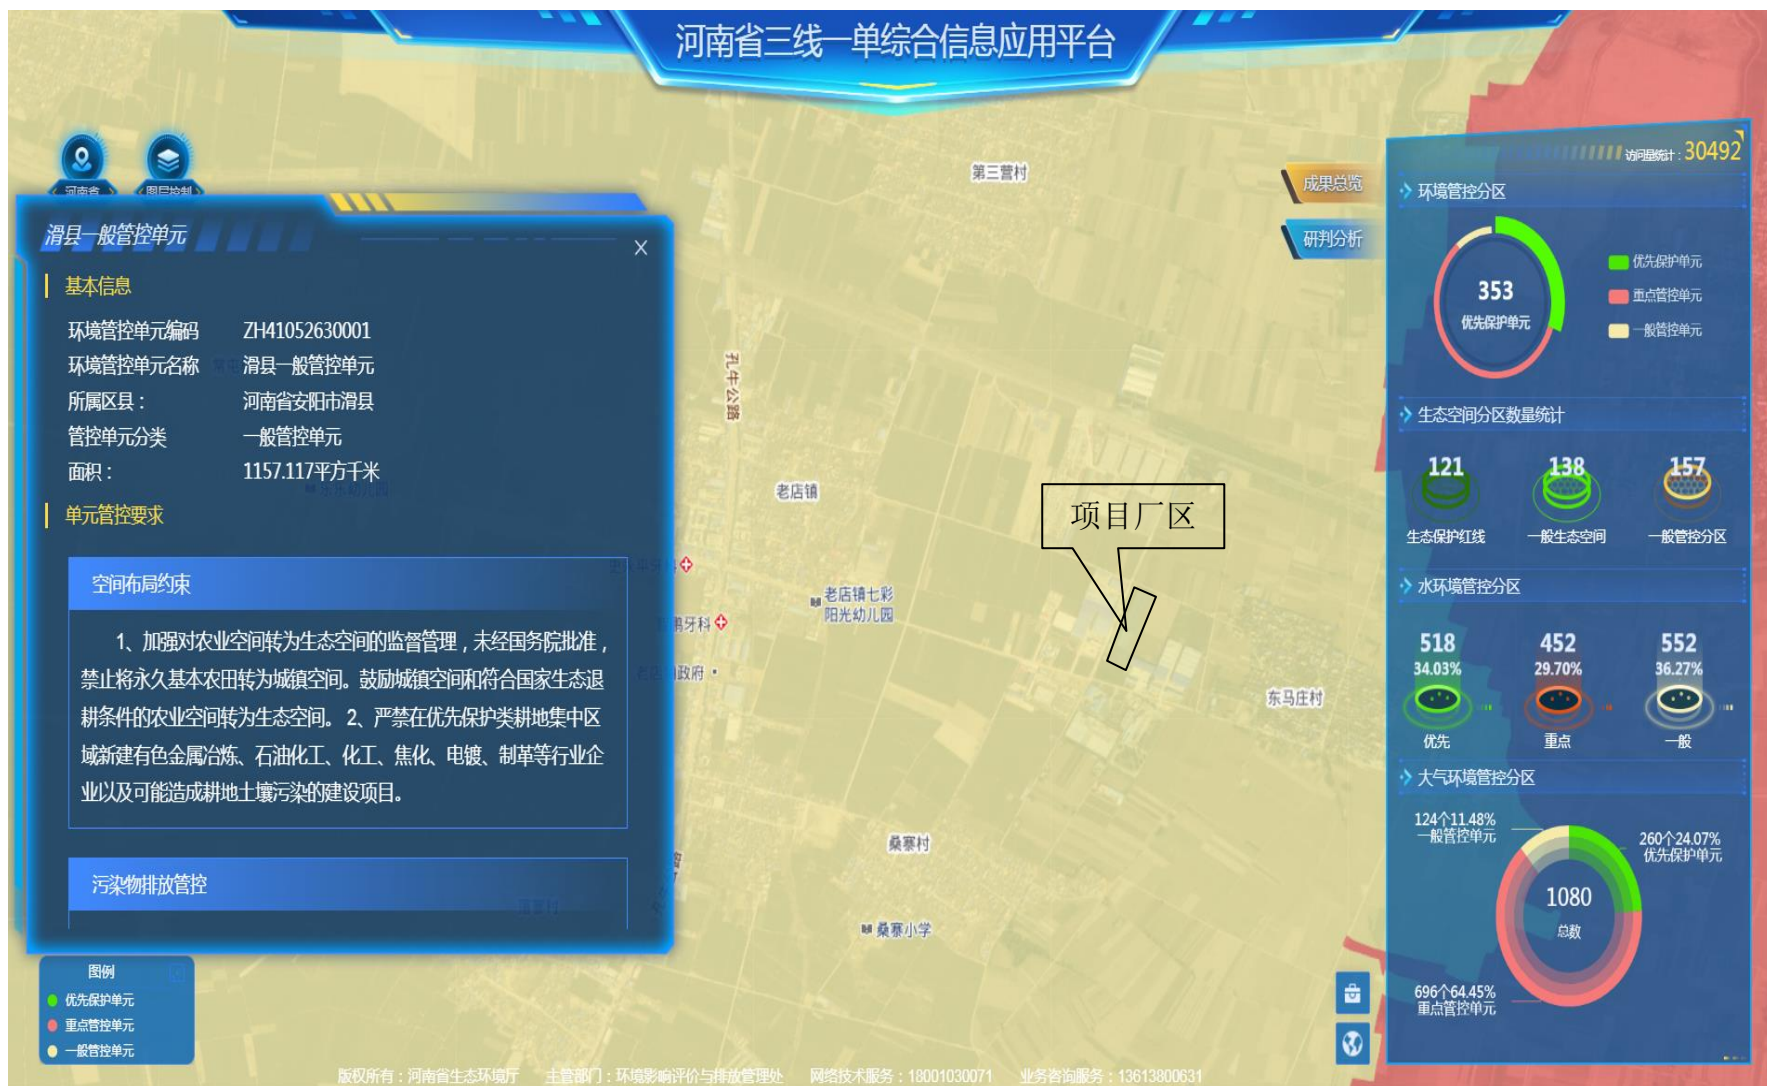 河南省三线一单综合信息应用平台
河南省
图层控制
访问量统计：30492
成果总览
研判分析
滑县一般管控单元
X
基本信息
环境管控单元编码 ZH41052630001
环境管控单元名称 滑县一般管控单元
所属区县： 河南省安阳市滑县
管控单元分类 一般管控单元
面积： 1157.117平方千米
单元管控要求
空间布局约束
1、加强对农业空间转为生态空间的监督管理，未经国务院批准，
禁止将永久基本农田转为城镇空间。鼓励城镇空间和符合国家生态退
耕条件的农业空间转为生态空间。2、严禁在优先保护类耕地集中区
域新建有色金属冶炼、石油化工、化工、焦化、电镀、制革等行业企
业以及可能造成耕地土壤污染的建设项目。
污染物排放管控
图例
优先保护单元
重点管控单元
一般管控单元
第三营村
孔牛公路
老店镇
项目厂区
老店镇七彩
阳光幼儿园
牙科
政府
东马庄村
桑寨村
桑寨小学
环境管控分区
353
优先保护单元
优先保护单元
重点管控单元
一般管控单元
生态空间分区数量统计
121
138
157
生态保护红线
一般生态空间
一般管控分区
水环境管控分区
518
452
552
34.03%
29.70%
36.27%
优先
重点
一般
大气环境管控分区
124个11.48%
一般管控单元
260个24.07%
优先保护单元
1080
总数
696个64.45%
重点管控单元
版权所有：河南省生态环境厅 主管部门：环境影响评价与排放管理处 网络技术服务：18001030071 业务咨询服务：13613800631